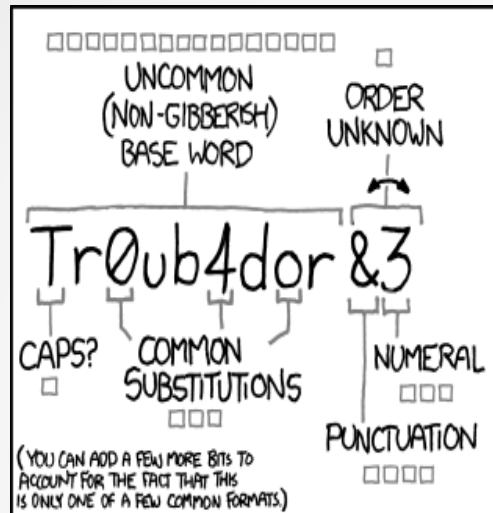 UNCOMMON
(NON-GIBBERISH)
BASE WORD
ORDER
UNKNOWN
Tr0ub4dor &3
CAPS?
COMMON
SUBSTITUTIONS
NUMERAL
PUNCTUATION
(YOU CAN ADD A FEW MORE BITS TO
ACCOUNT FOR THE FACT THAT THIS
IS ONLY ONE OF A FEW COMMON FORMATS.)